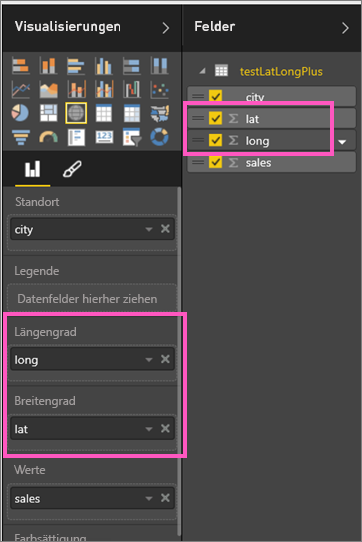 Visualisierungen
Standort
city
Legende
Datenfelder hierher ziehen
Längengrad
long
Breitengrad
lat
Werte
sales
Farbsättigung
Felder
testLatLongPlus
city
lat
long
sales